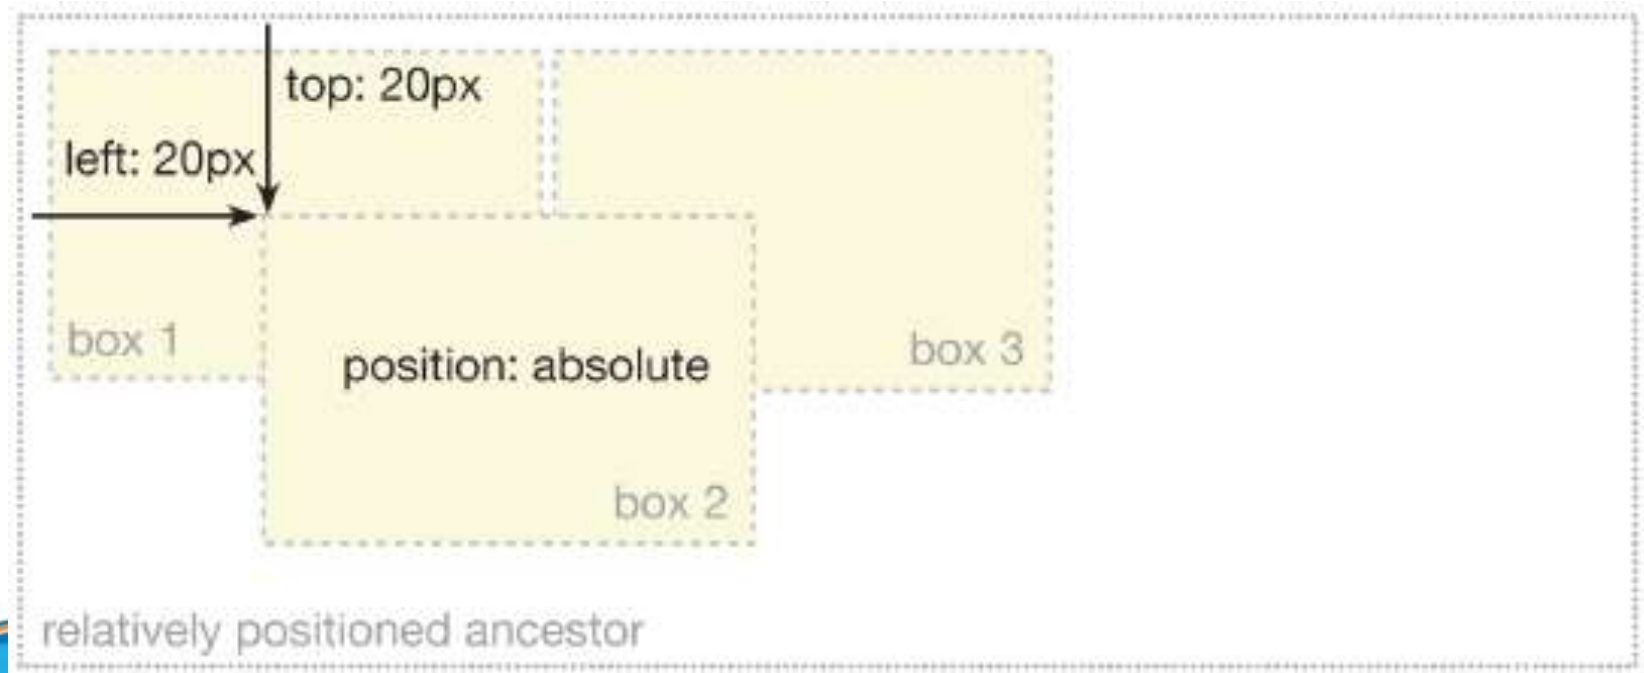 top: 20px
left: 20px
box 1
position: absolute
box 3
box 2
relatively positioned ancestor